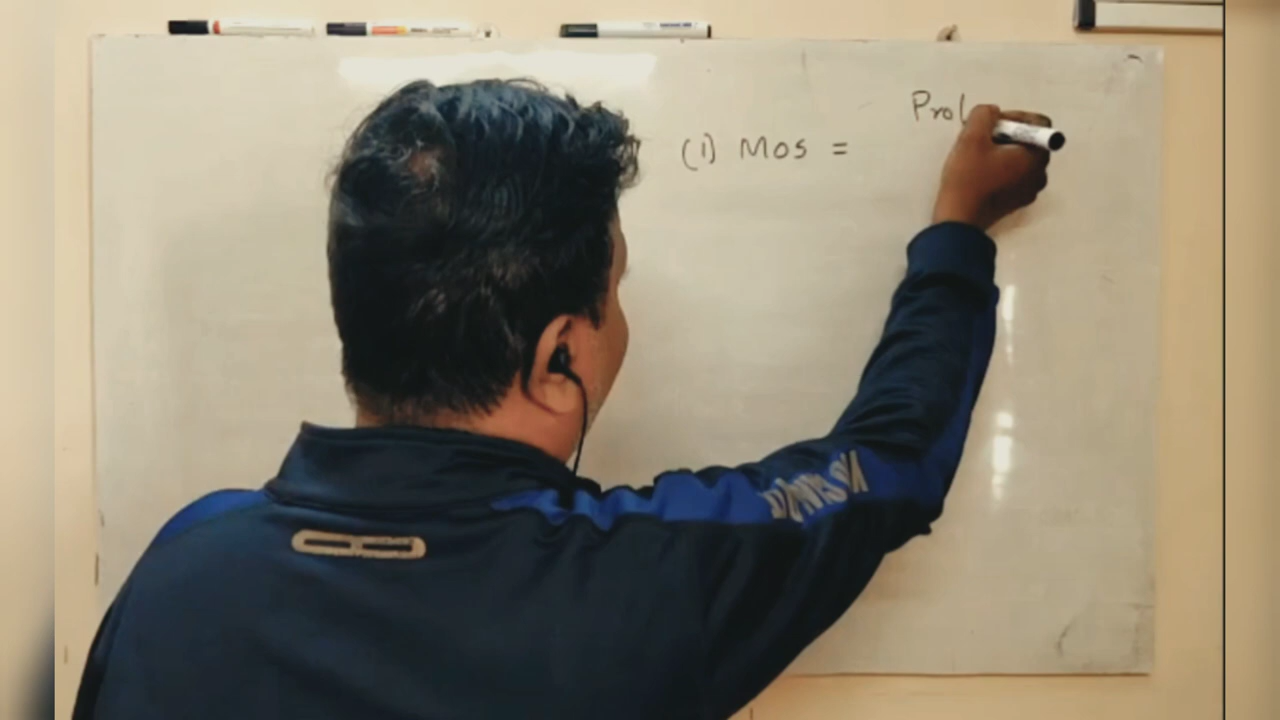 Pro
(i) Mos =